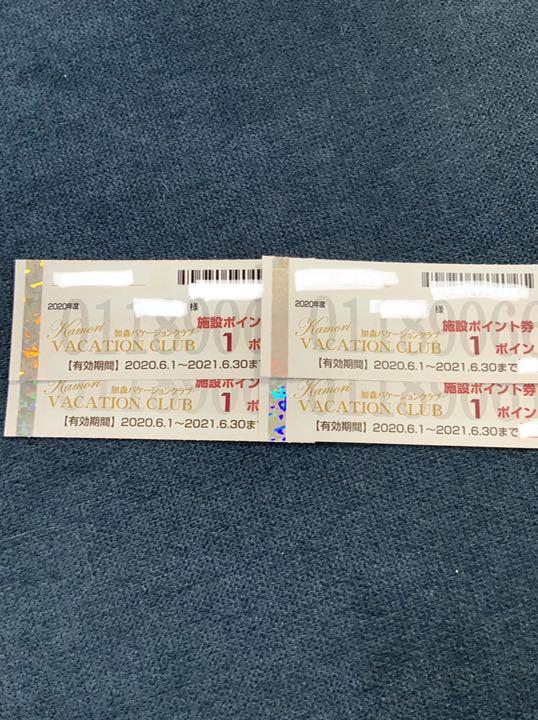 2020年度
様
Kamori 加森バケーションクラブ
VACATION CLUB
施設ポイ
1 ポ
【有効期間】2020.6.1〜2021.6.30まで
Kamori 加森バケーションクラブ
VACATION CLUB
施設ポイ
1 ポイ
【有効期間】2020.6.1〜2021.6.30まで
2020年度
様
Kamori 加森バケーションクラブ
VACATION CLUB
施設ポイント券
1 ポイン
【有効期間】2020.6.1〜2021.6.30まで
Kamori 加森バケーションクラブ
VACATION CLUB
施設ポイント券
1 ポイン
【有効期間】2020.6.1〜2021.6.30まで